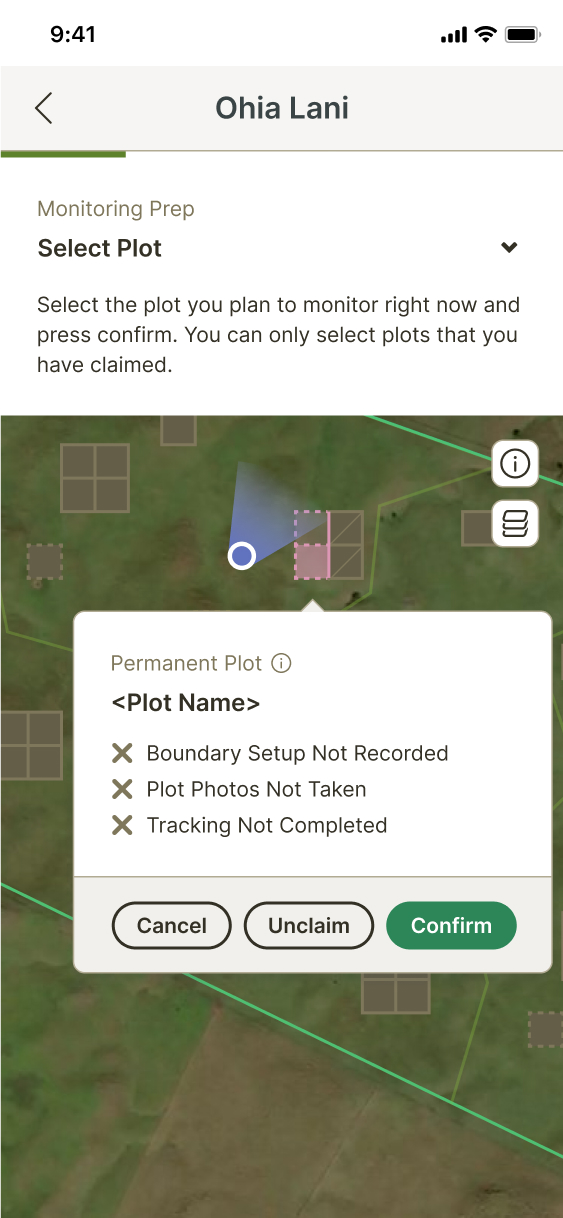 9:41
Ohia Lani
Monitoring Prep
Select Plot
Select the plot you plan to monitor right now and
press confirm. You can only select plots that you
have claimed.
Permanent Plot
<Plot Name>
Boundary Setup Not Recorded
Plot Photos Not Taken
Tracking Not Completed
Cancel Unclaim Confirm